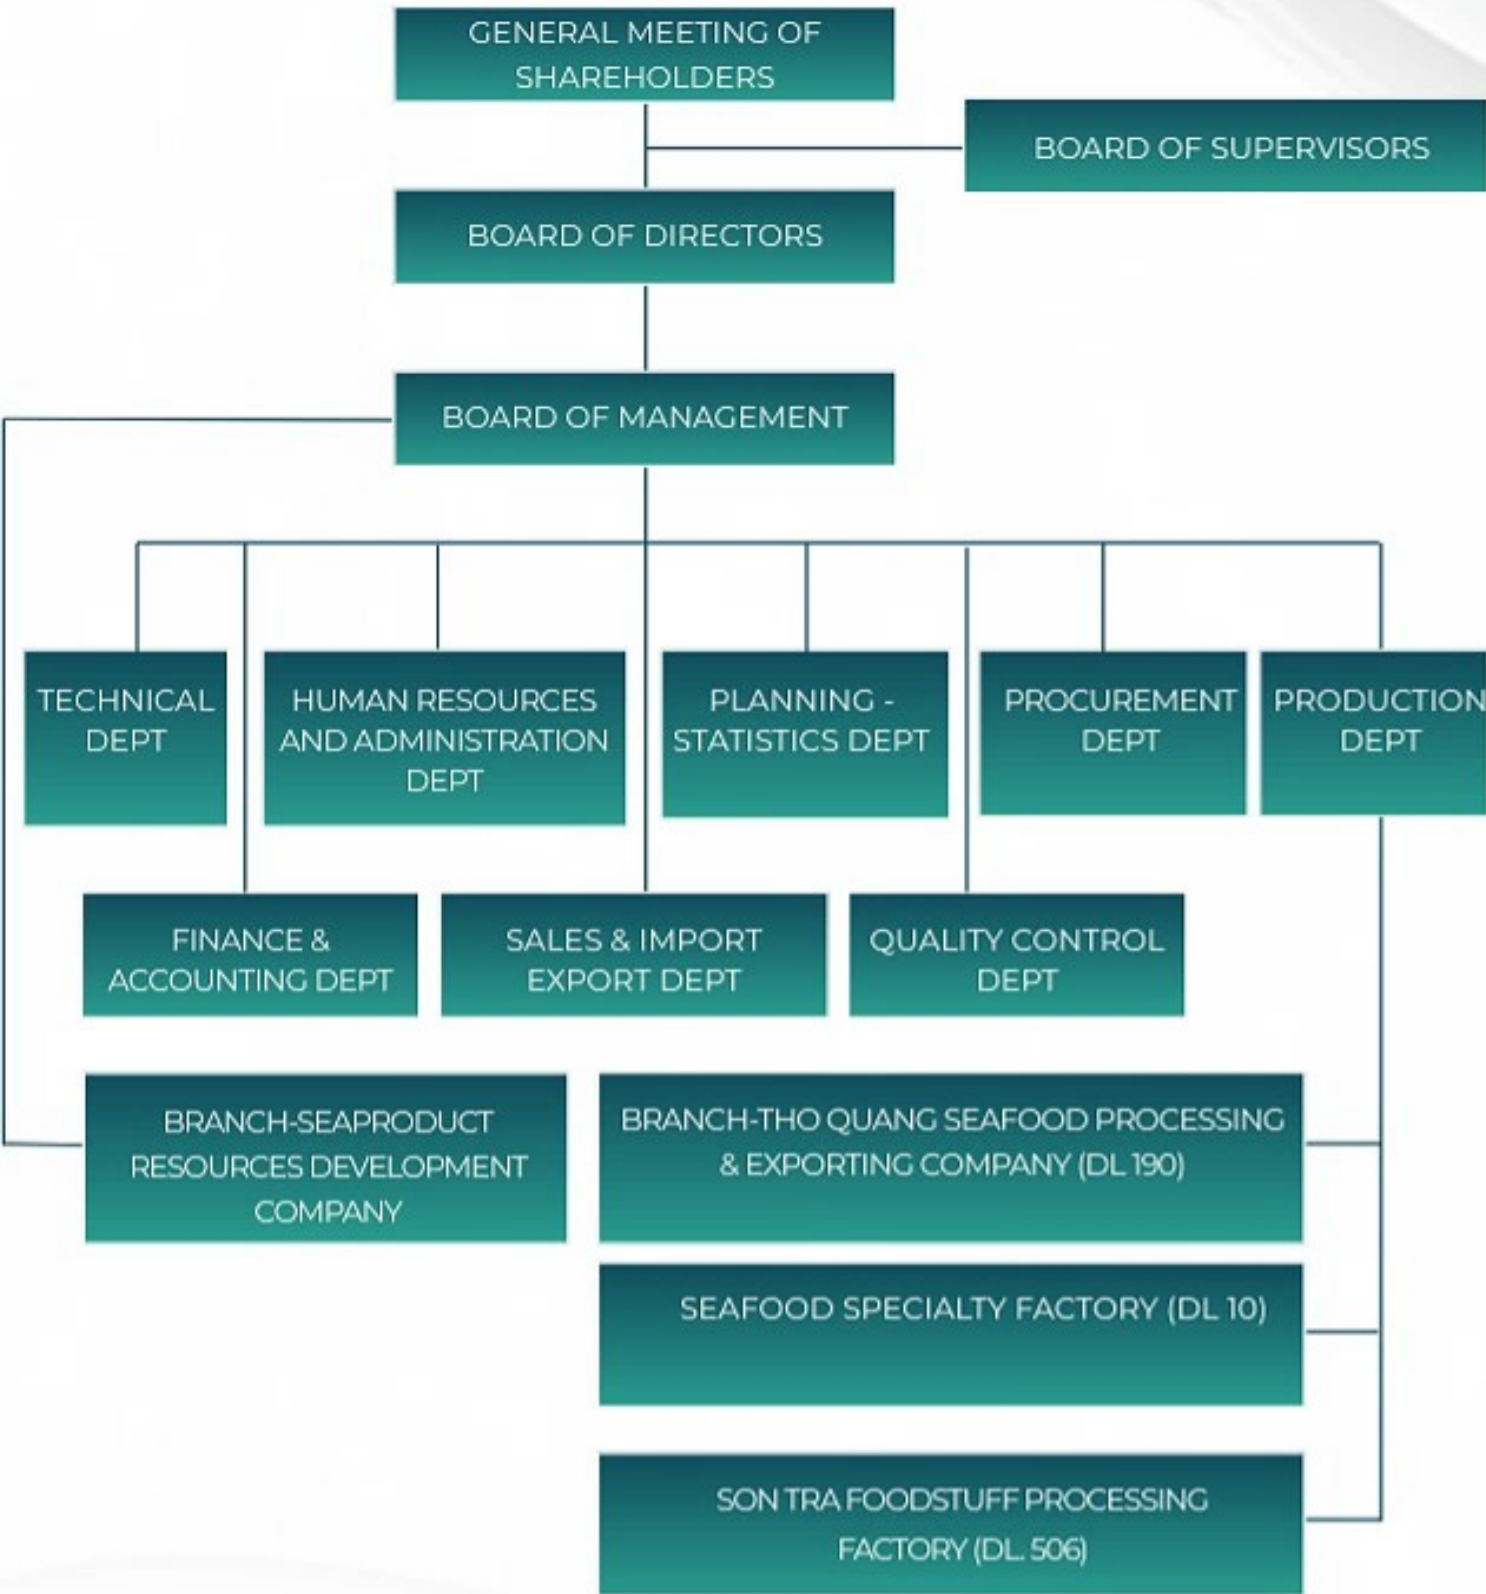 GENERAL MEETING OF
SHAREHOLDERS
BOARD OF SUPERVISORS
BOARD OF DIRECTORS
BOARD OF MANAGEMENT
TECHNICAL
DEPT
HUMAN RESOURCES
AND ADMINISTRATION
DEPT
PLANNING -
STATISTICS DEPT
PROCUREMENT
DEPT
PRODUCTION
DEPT
FINANCE &
ACCOUNTING DEPT
SALES & IMPORT
EXPORT DEPT
QUALITY CONTROL
DEPT
BRANCH-SEAPRODUCT
RESOURCES DEVELOPMENT
COMPANY
BRANCH-THO QUANG SEAFOOD PROCESSING
& EXPORTING COMPANY (DL 190)
SEAFOOD SPECIALTY FACTORY (DL 10)
SON TRA FOODSTUFF PROCESSING
FACTORY (DL. 506)